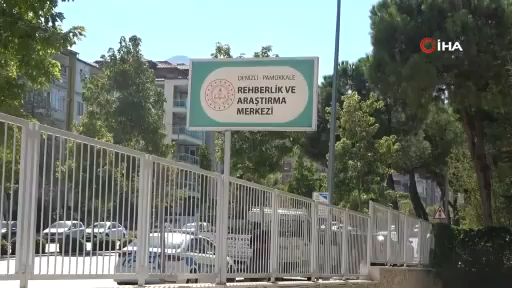 DENİZLİ - PAMUKKALE
REHBERLİK VE
ARAŞTIRMA
MERKEZİ
İHA